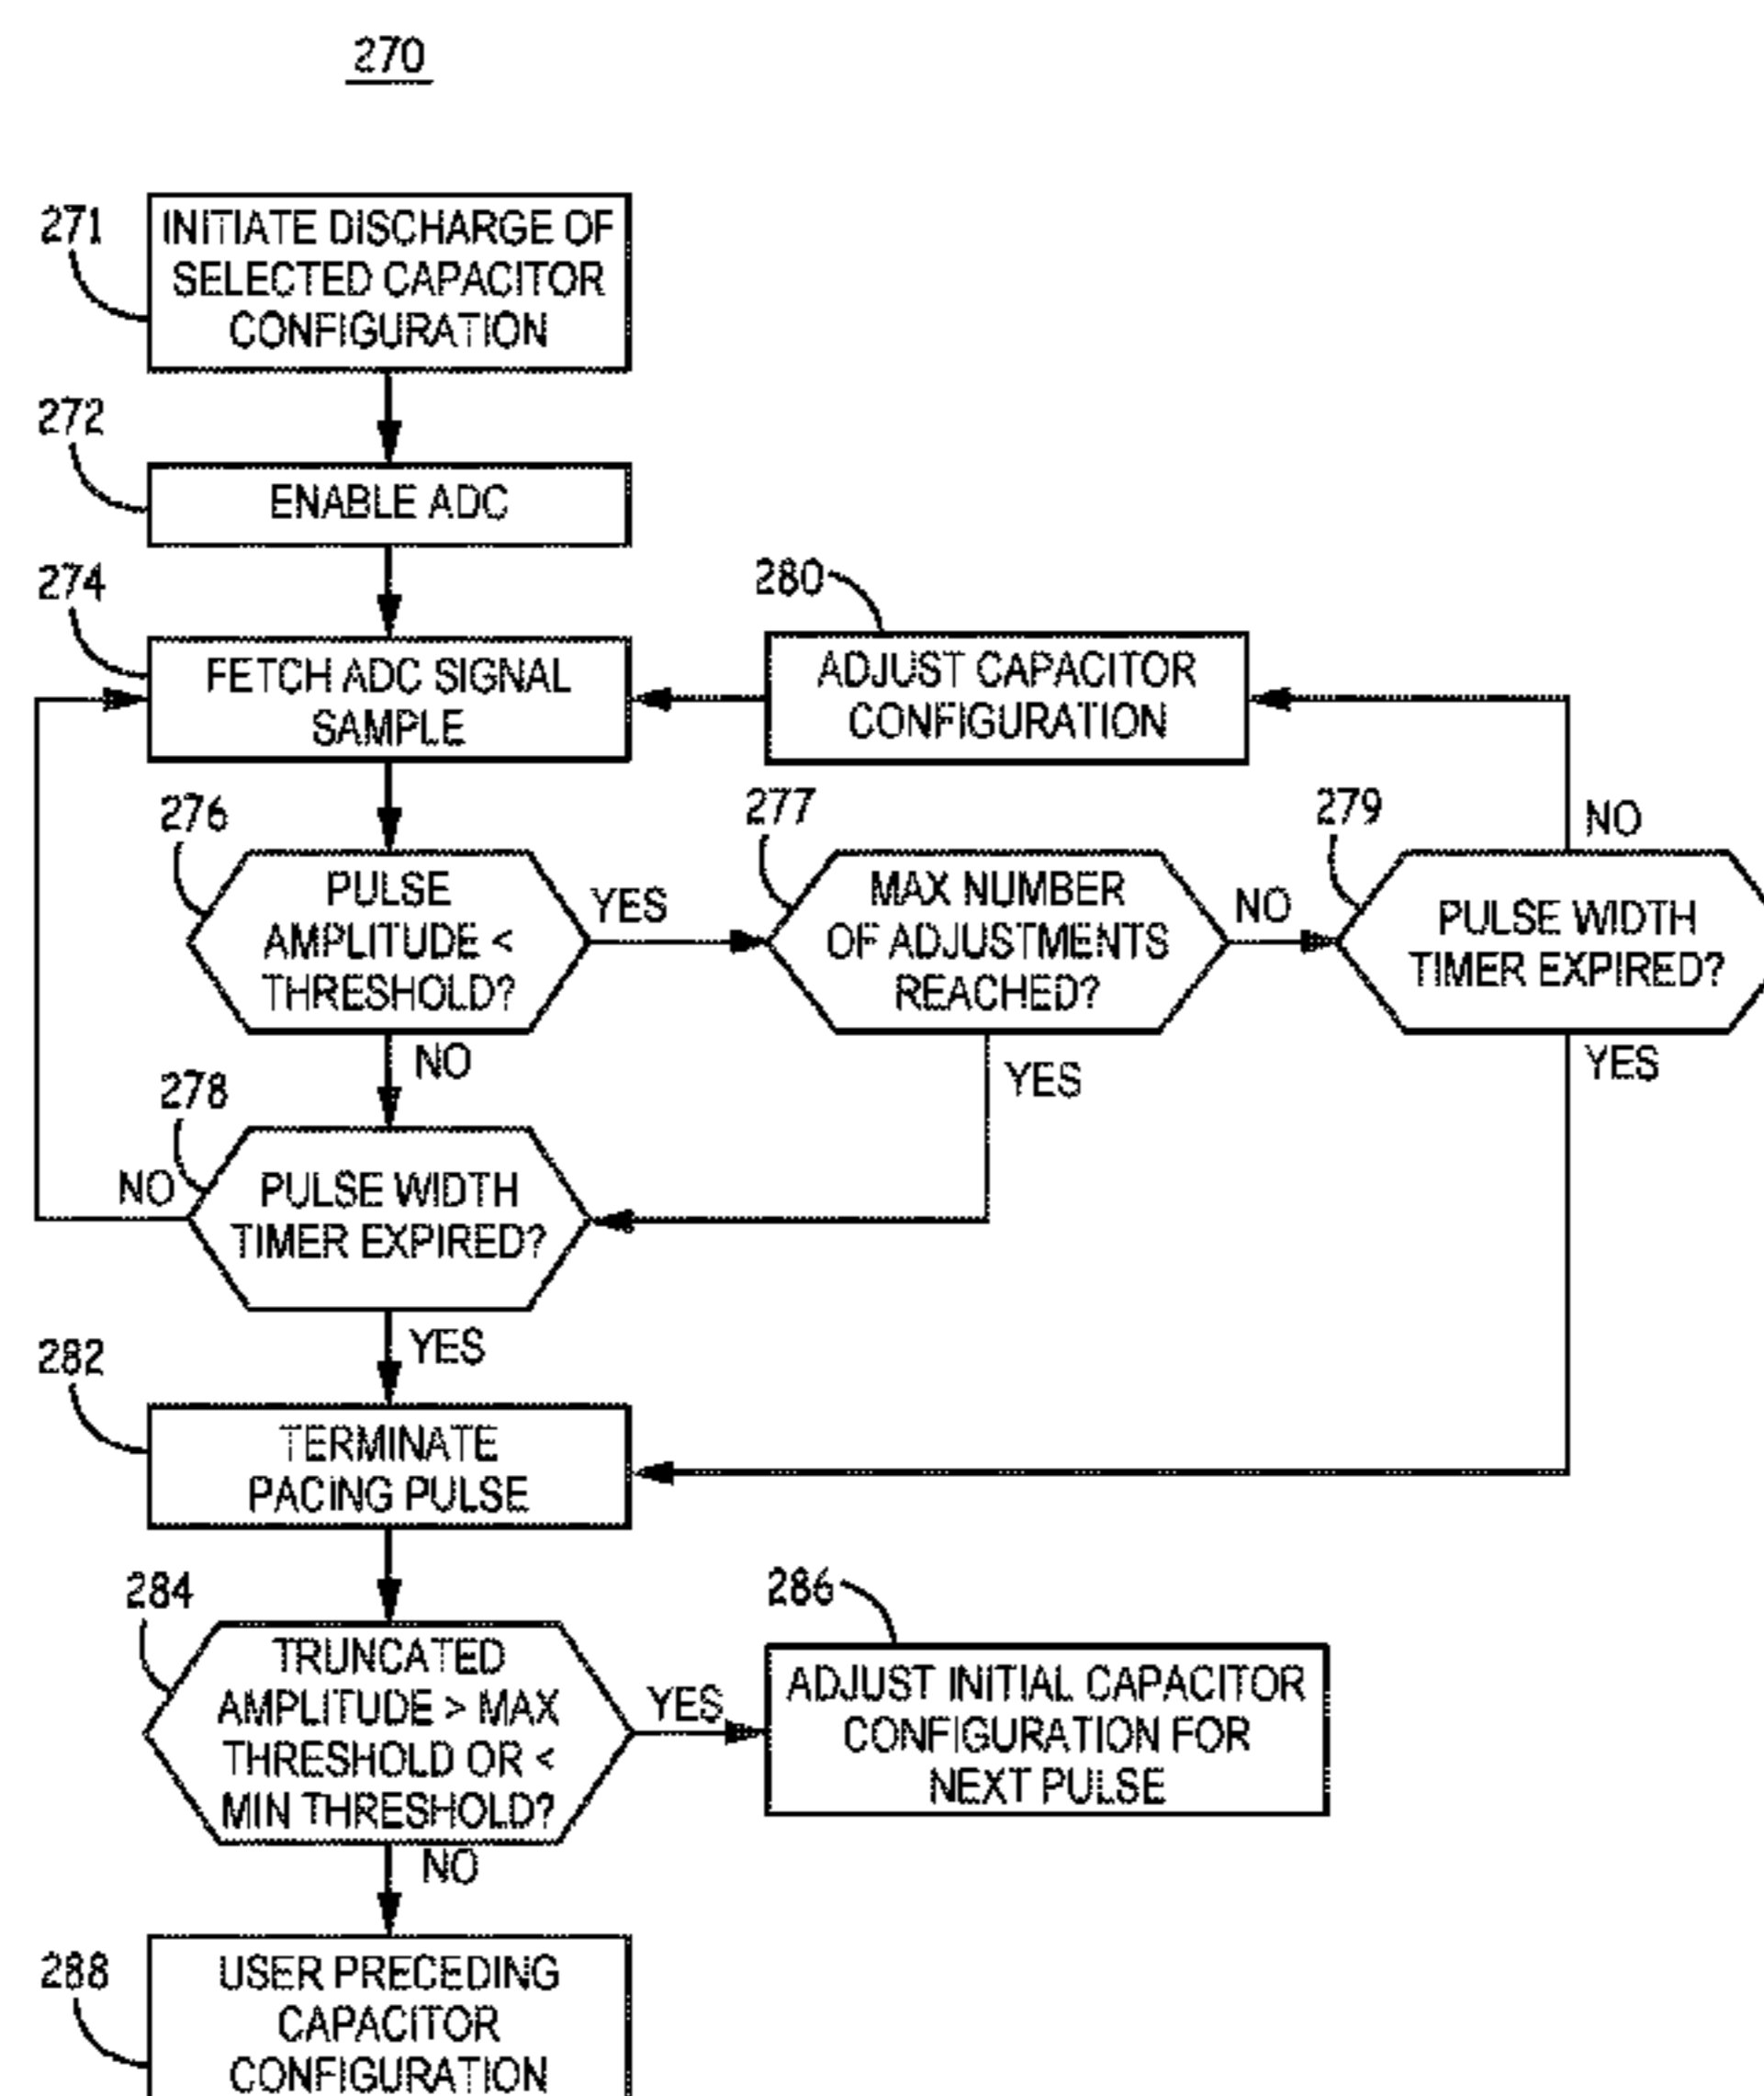 270
271
INITIATE DISCHARGE OF
SELECTED CAPACITOR
CONFIGURATION
272
ENABLE ADC
274
FETCH ADC SIGNAL
SAMPLE
280
ADJUST CAPACITOR
CONFIGURATION
276
PULSE
AMPLITUDE <
THRESHOLD?
YES
NO
277
MAX NUMBER
OF ADJUSTMENTS
REACHED?
NO
YES
279
PULSE WIDTH
TIMER EXPIRED?
NO
YES
278
PULSE WIDTH
TIMER EXPIRED?
NO
YES
282
TERMINATE
PACING PULSE
284
TRUNCATED
AMPLITUDE > MAX
THRESHOLD OR <
MIN THRESHOLD?
YES
NO
286
ADJUST INITIAL CAPACITOR
CONFIGURATION FOR
NEXT PULSE
288
USER PRECEDING
CAPACITOR
CONFIGURATION